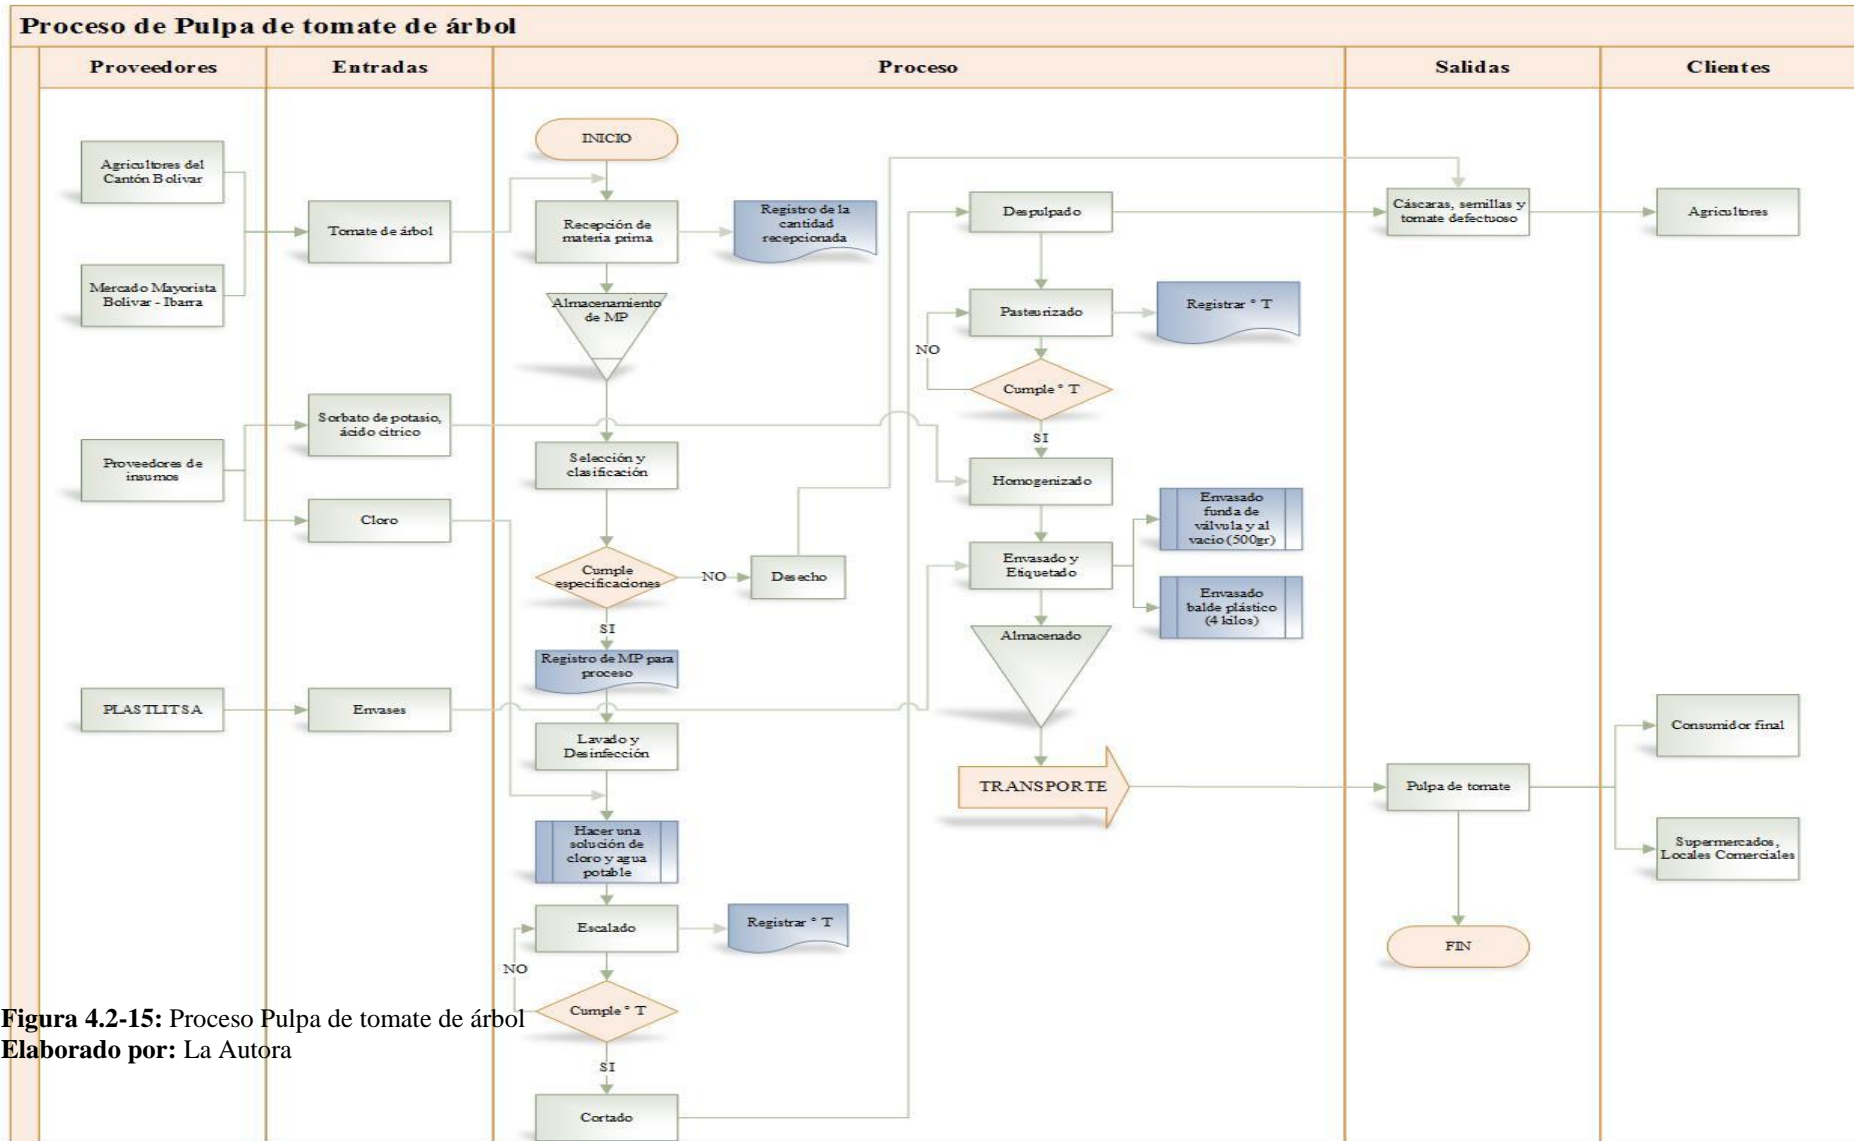 Proceso de Pulpa de tomate de árbol
Proveedores
Entradas
Proceso
Salidas
Clientes
Agricultores del
Cantón Bolivar
Mercado Mayorista
Bolivar - Ibarra
Proveedores de
insumos
PLASTLITSA
Tomate de árbol
Sorbato de potasio,
ácido citrico
Cloro
Envases
INICIO
Recepción de
materia prima
Registro de la
cantidad
recepcionada
Almacenamiento
de MP
Selección y
clasificación
Cumple
especificaciones
NO
Desecho
SI
Registro de MP para
proceso
Lavado y
Desinfección
Hacer una
solución de
cloro y agua
potable
Escalado
Registrar ° T
NO
Cumple ° T
SI
Cortado
Despulpado
Pasteurizado
Registrar ° T
NO
Cumple ° T
SI
Homogenizado
Envasado y
Etiquetado
Envasado
funda de
válvula y al
vacio (500gr)
Envasado
balde plástico
(4 kilos)
Almacenado
TRANSPORTE
Cáscaras, semillas y
tomate defectuoso
Pulpa de tomate
FIN
Agricultores
Consumidor final
Supermercados,
Locales Comerciales
Figura 4.2-15: Proceso Pulpa de tomate de árbol
Elaborado por: La Autora